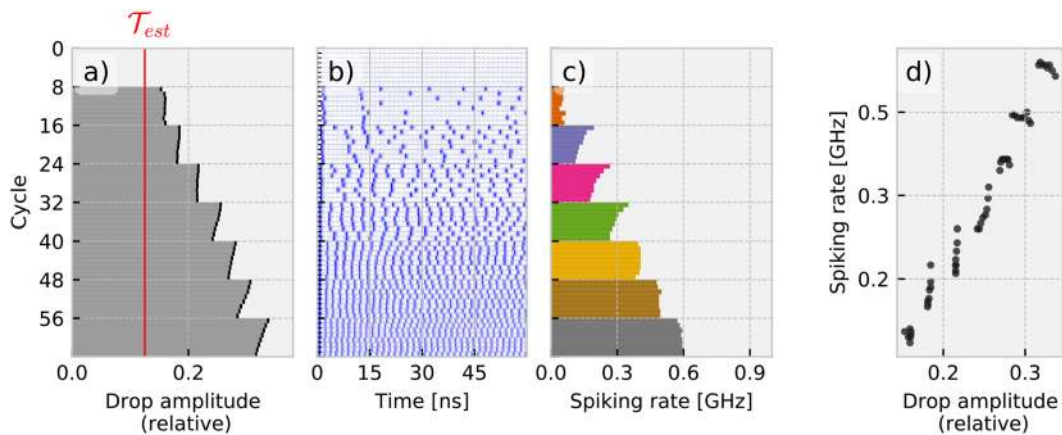 𝒯est
a)
b)
c)
d)
0
8
16
24
32
40
48
56
Cycle
0.0 0.2
Drop amplitude
(relative)
0 15 30 45
Time [ns]
0.0 0.3 0.6 0.9
Spiking rate [GHz]
0.5
0.3
0.2
Spiking rate [GHz]
0.2 0.3
Drop amplitude
(relative)